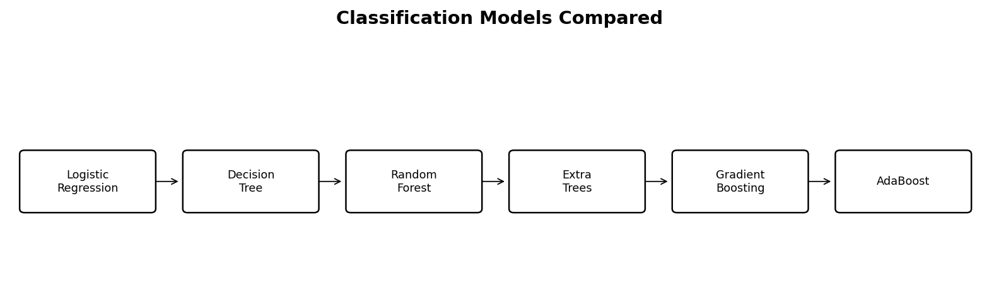 Classification Models Compared
Logistic
Regression
Decision
Tree
Random
Forest
Extra
Trees
Gradient
Boosting
AdaBoost